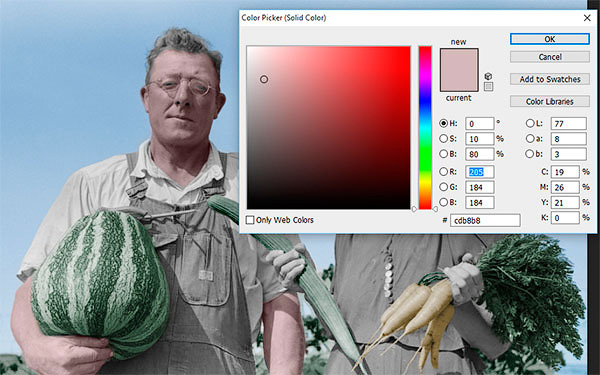 Color Picker (Solid Color)
new
current
OK
Cancel
Add to Swatches
Color Libraries
H: 0 °
S: 10 %
B: 80 %
R: 205
G: 184
B: 184
L: 77
a: 8
b: 3
C: 19 %
M: 26 %
Y: 21 %
K: 0 %
Only Web Colors
# cdb8b8